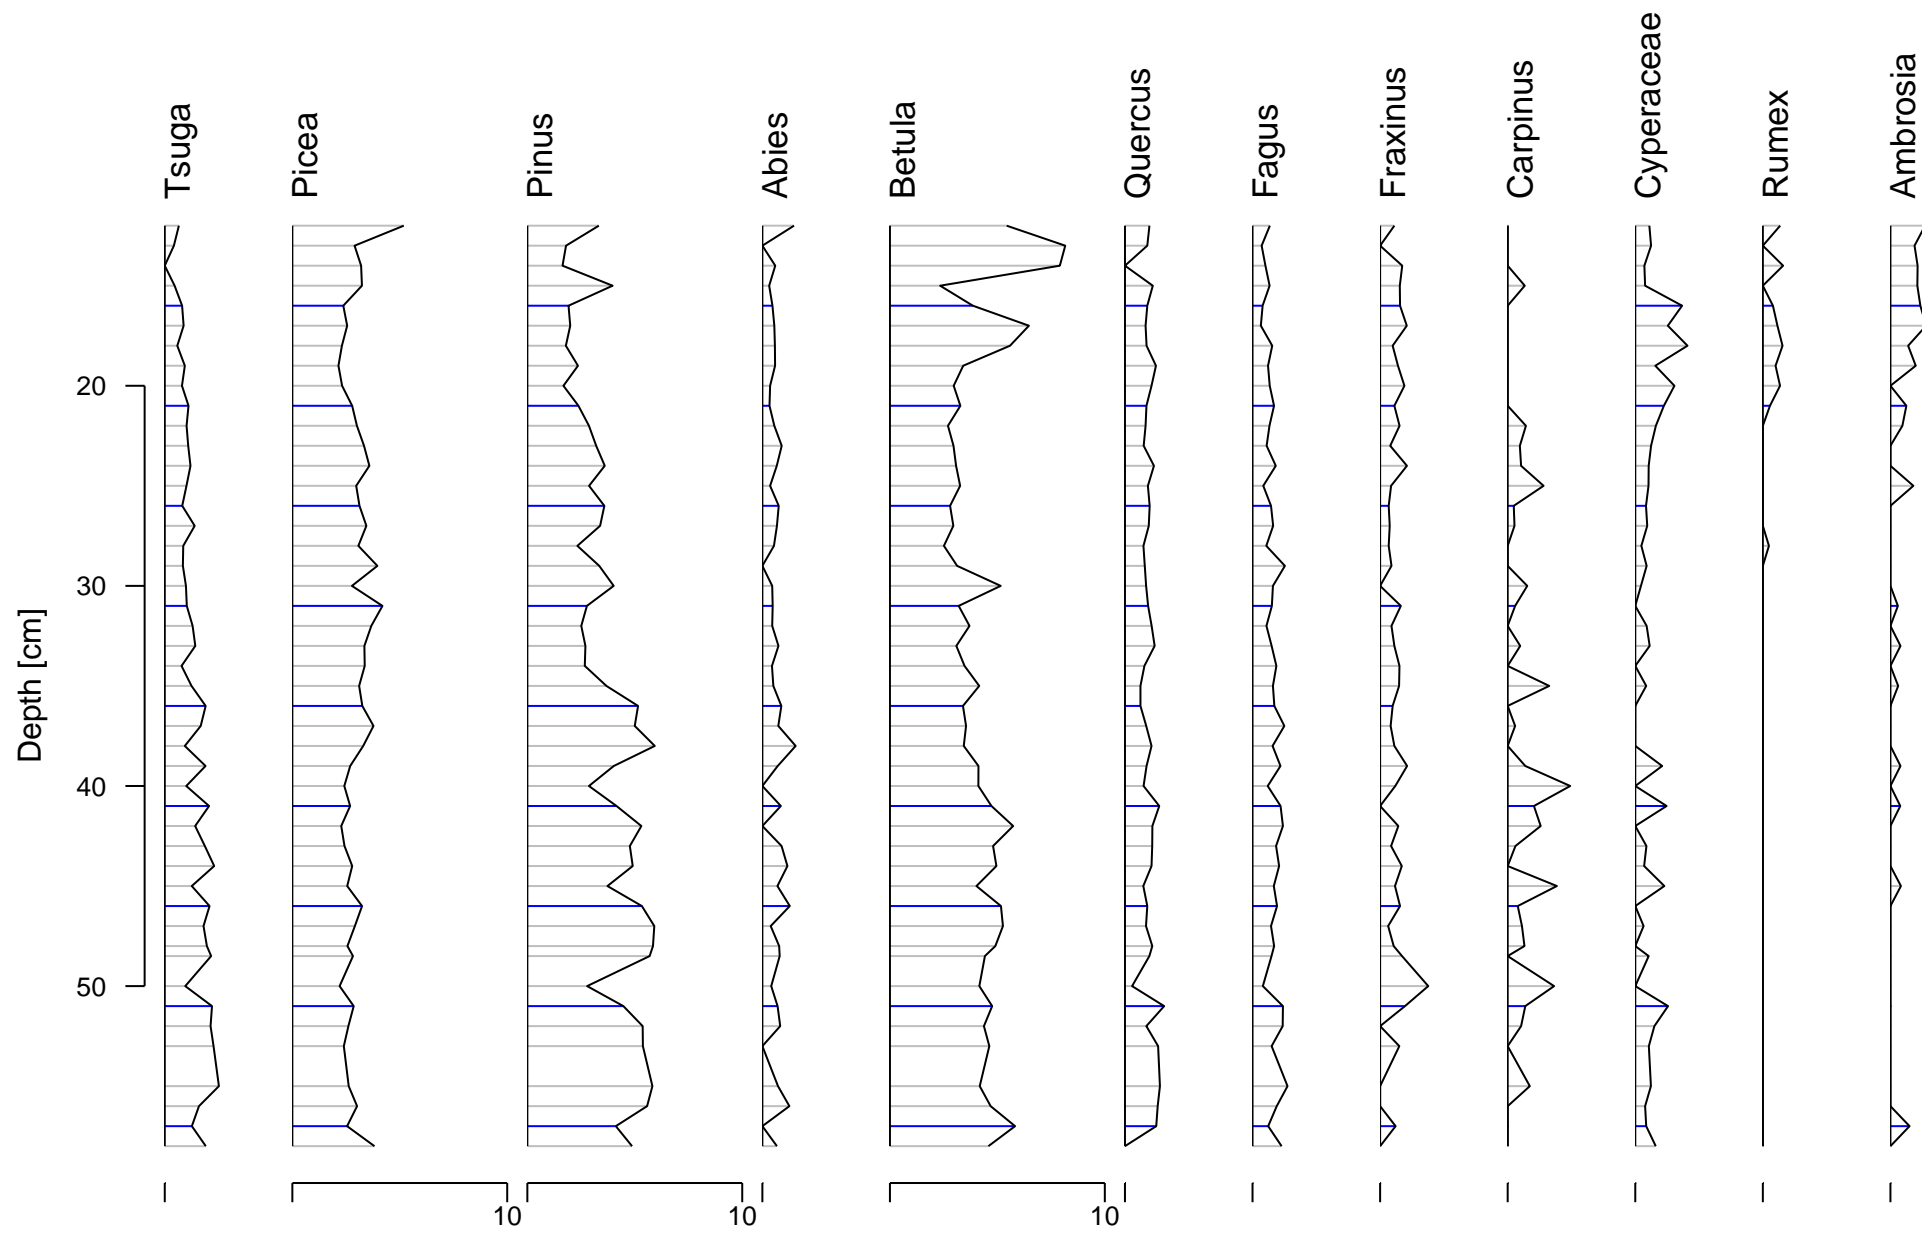 Tsuga
Picea
Pinus
Abies
Betula
Quercus
Fagus
Fraxinus
Carpinus
Cyperaceae
Rumex
Ambrosia
Depth [cm]
20
30
40
50
10
10
10